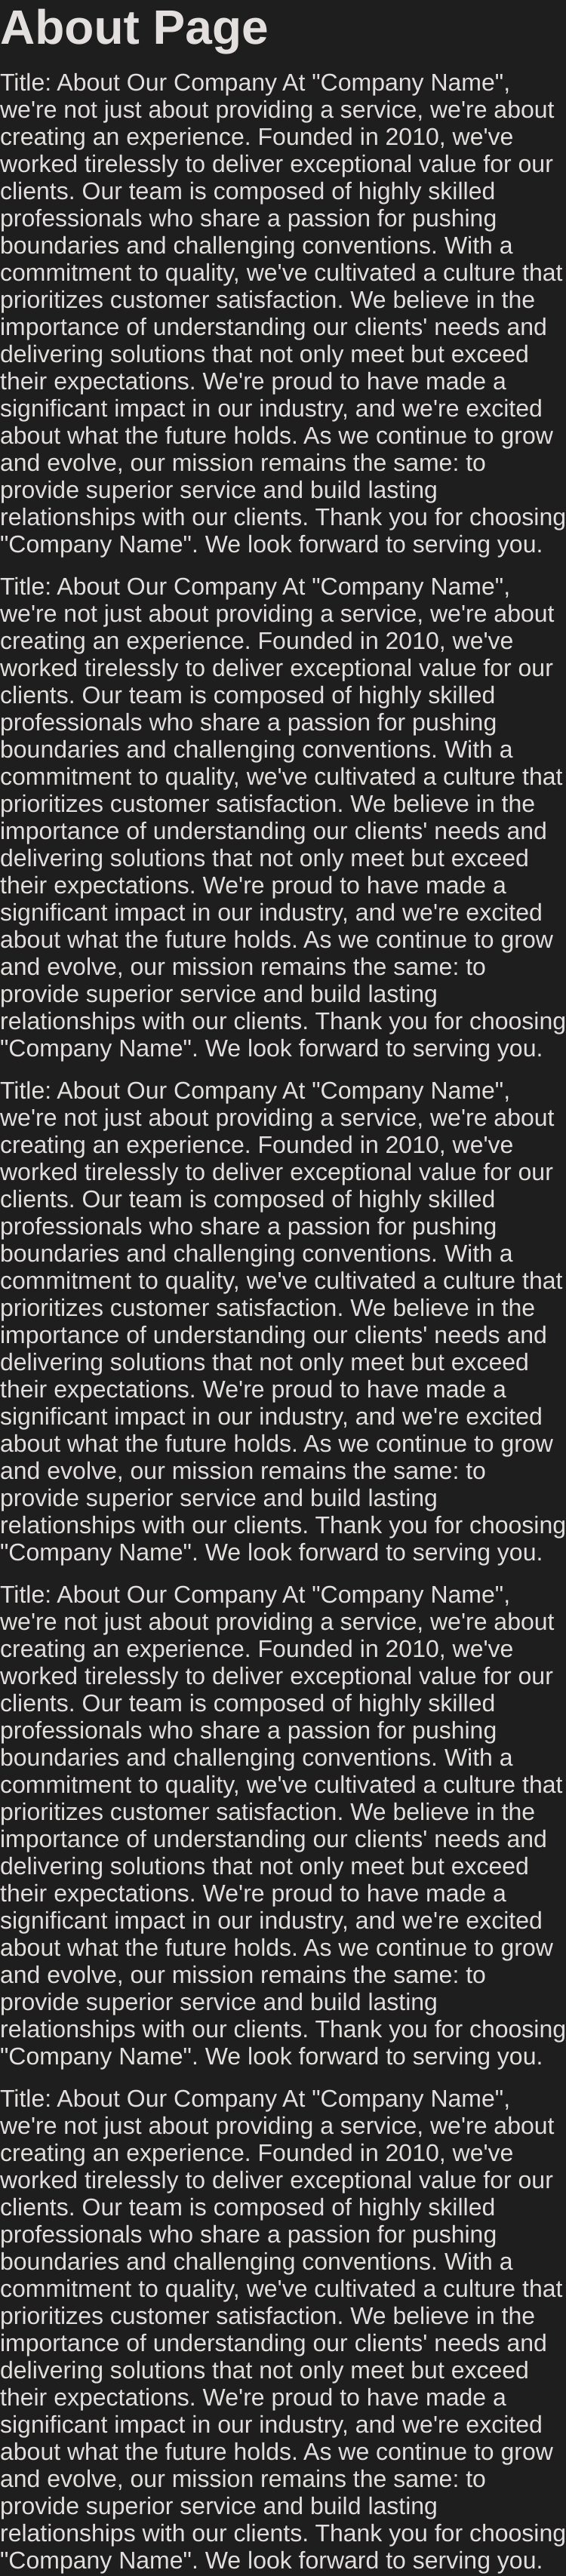 About Page
Title: About Our Company At "Company Name",
we're not just about providing a service, we're about
creating an experience. Founded in 2010, we've
worked tirelessly to deliver exceptional value for our
clients. Our team is composed of highly skilled
professionals who share a passion for pushing
boundaries and challenging conventions. With a
commitment to quality, we've cultivated a culture that
prioritizes customer satisfaction. We believe in the
importance of understanding our clients' needs and
delivering solutions that not only meet but exceed
their expectations. We're proud to have made a
significant impact in our industry, and we're excited
about what the future holds. As we continue to grow
and evolve, our mission remains the same: to
provide superior service and build lasting
relationships with our clients. Thank you for choosing
"Company Name". We look forward to serving you.
Title: About Our Company At "Company Name",
we're not just about providing a service, we're about
creating an experience. Founded in 2010, we've
worked tirelessly to deliver exceptional value for our
clients. Our team is composed of highly skilled
professionals who share a passion for pushing
boundaries and challenging conventions. With a
commitment to quality, we've cultivated a culture that
prioritizes customer satisfaction. We believe in the
importance of understanding our clients' needs and
delivering solutions that not only meet but exceed
their expectations. We're proud to have made a
significant impact in our industry, and we're excited
about what the future holds. As we continue to grow
and evolve, our mission remains the same: to
provide superior service and build lasting
relationships with our clients. Thank you for choosing
"Company Name". We look forward to serving you.
Title: About Our Company At "Company Name",
we're not just about providing a service, we're about
creating an experience. Founded in 2010, we've
worked tirelessly to deliver exceptional value for our
clients. Our team is composed of highly skilled
professionals who share a passion for pushing
boundaries and challenging conventions. With a
commitment to quality, we've cultivated a culture that
prioritizes customer satisfaction. We believe in the
importance of understanding our clients' needs and
delivering solutions that not only meet but exceed
their expectations. We're proud to have made a
significant impact in our industry, and we're excited
about what the future holds. As we continue to grow
and evolve, our mission remains the same: to
provide superior service and build lasting
relationships with our clients. Thank you for choosing
"Company Name". We look forward to serving you.
Title: About Our Company At "Company Name",
we're not just about providing a service, we're about
creating an experience. Founded in 2010, we've
worked tirelessly to deliver exceptional value for our
clients. Our team is composed of highly skilled
professionals who share a passion for pushing
boundaries and challenging conventions. With a
commitment to quality, we've cultivated a culture that
prioritizes customer satisfaction. We believe in the
importance of understanding our clients' needs and
delivering solutions that not only meet but exceed
their expectations. We're proud to have made a
significant impact in our industry, and we're excited
about what the future holds. As we continue to grow
and evolve, our mission remains the same: to
provide superior service and build lasting
relationships with our clients. Thank you for choosing
"Company Name". We look forward to serving you.
Title: About Our Company At "Company Name",
we're not just about providing a service, we're about
creating an experience. Founded in 2010, we've
worked tirelessly to deliver exceptional value for our
clients. Our team is composed of highly skilled
professionals who share a passion for pushing
boundaries and challenging conventions. With a
commitment to quality, we've cultivated a culture that
prioritizes customer satisfaction. We believe in the
importance of understanding our clients' needs and
delivering solutions that not only meet but exceed
their expectations. We're proud to have made a
significant impact in our industry, and we're excited
about what the future holds. As we continue to grow
and evolve, our mission remains the same: to
provide superior service and build lasting
relationships with our clients. Thank you for choosing
"Company Name". We look forward to serving you.